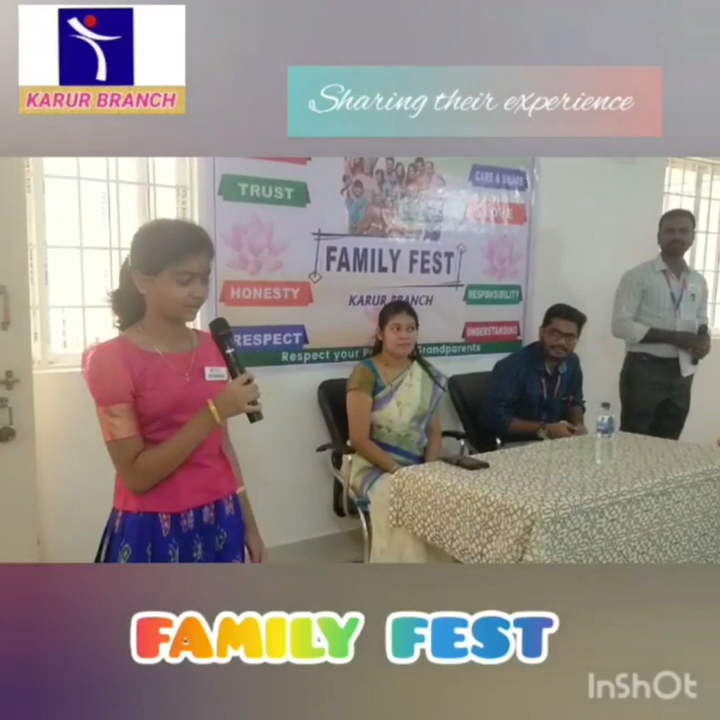 KARUR BRANCH
Sharing their experience
TRUST
CARE & SHARE
LOVE
FAMILY FEST
HONESTY
RESPONSIBILITY
KARUR BRANCH
RESPECT
UNDERSTANDING
Respect your Grandparents
FAMILY FEST
InShOt